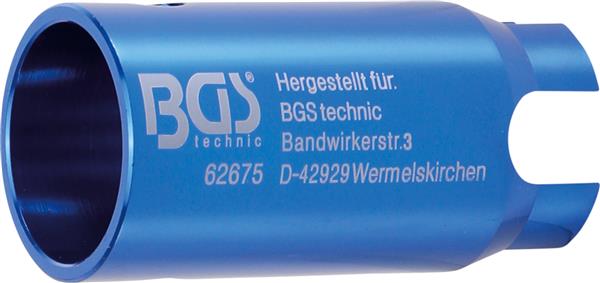 BGS®
technic
62675
Hergestellt für.
BGS technic
Bandwirkerstr.3
D-42929 Wermelskirchen